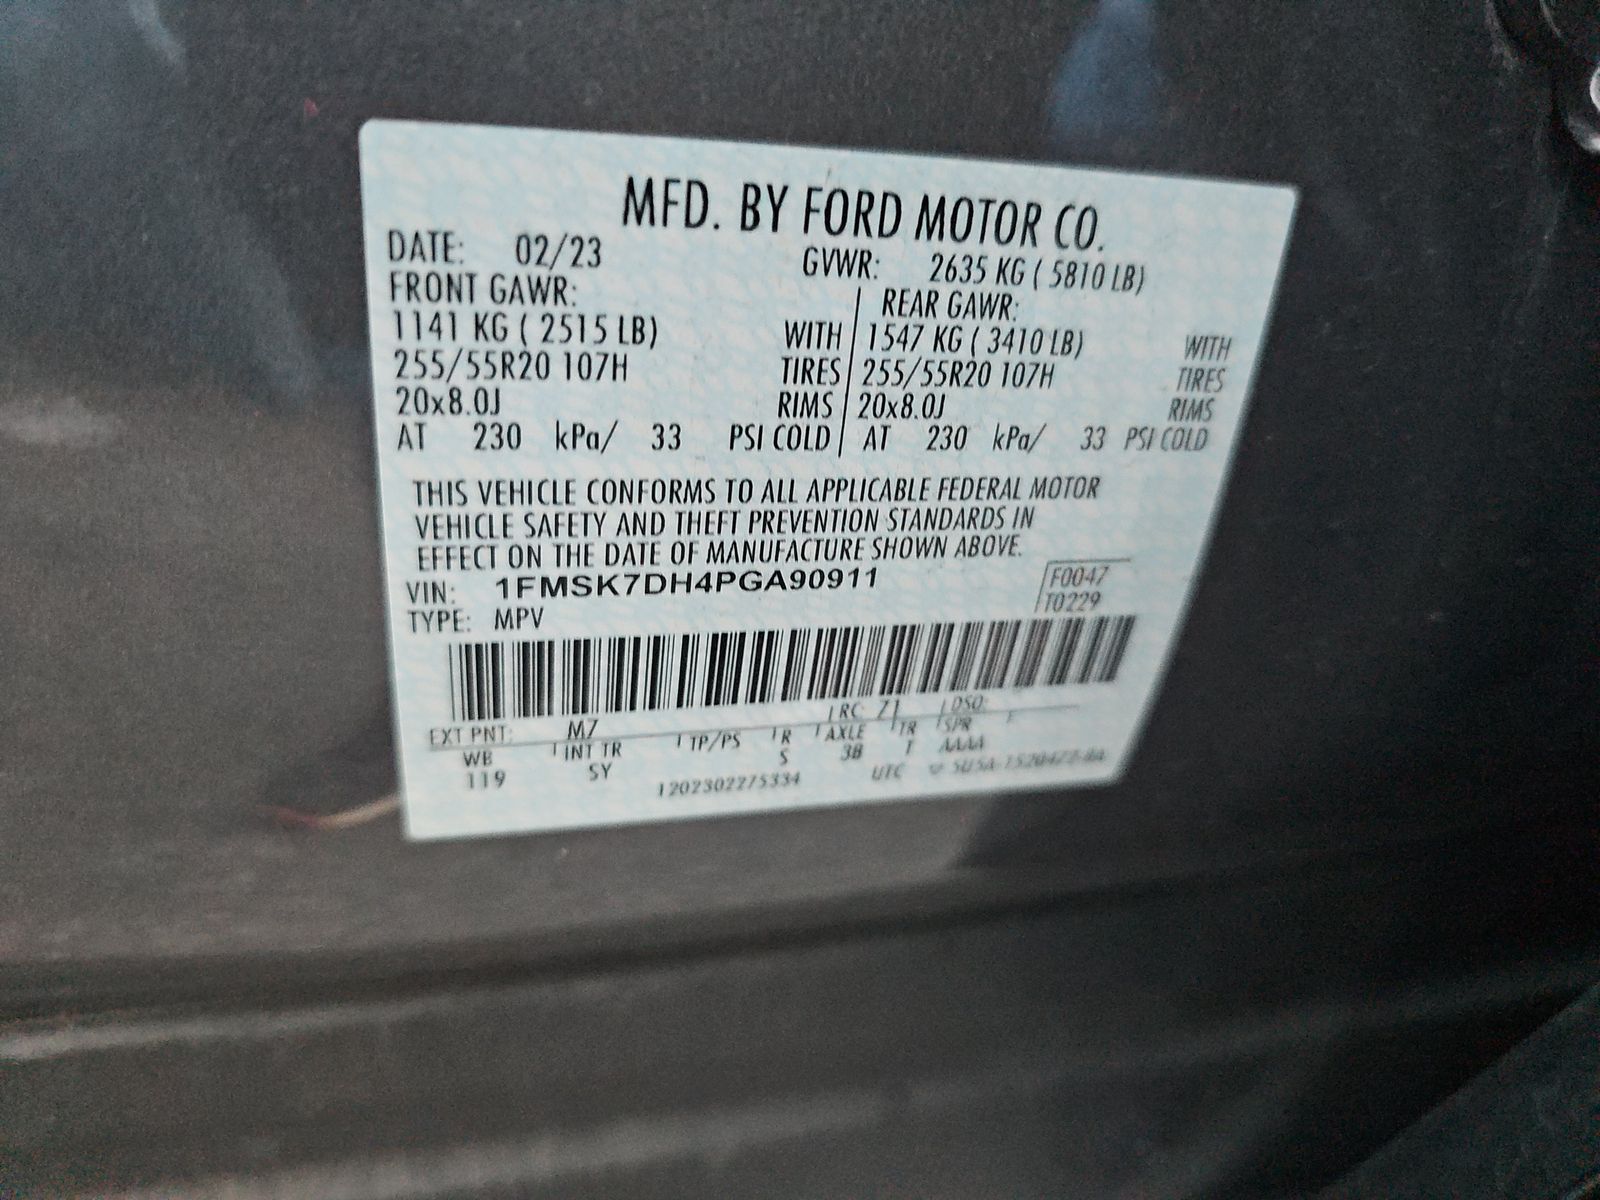 MFD. BY FORD MOTOR CO.
DATE: 02/23 GVWR: 2635 KG ( 5810 LB)
FRONT GAWR: REAR GAWR:
1141 KG ( 2515 LB) WITH 1547 KG ( 3410 LB) WITH
255/55R20 107H TIRES 255/55R20 107H TIRES
20x8.0J RIMS 20x8.0J RIMS
AT 230 kPa/ 33 PSI COLD AT 230 kPa/ 33 PSI COLD
THIS VEHICLE CONFORMS TO ALL APPLICABLE FEDERAL MOTOR
VEHICLE SAFETY AND THEFT PREVENTION STANDARDS IN
EFFECT ON THE DATE OF MANUFACTURE SHOWN ABOVE.
VIN: 1FMSK7DH4PGA90911 F0047
TYPE: MPV T0229
EXT PNT: M7 RC: 71 DSO:
WB INT TR TP/PS R AXLE TR SPR
119 SY S 3B T AAAA
1202302275334 UTC